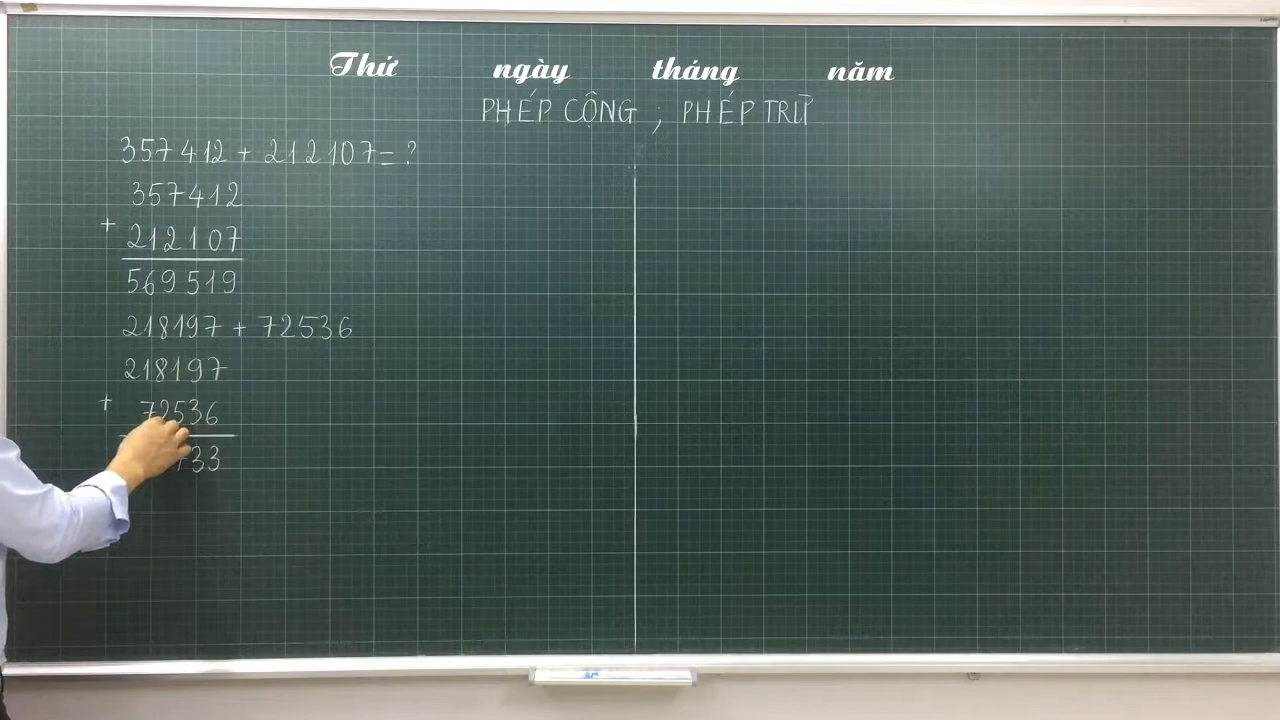 Thứ ngày tháng năm
PHÉP CỘNG ; PHÉP TRỪ
357412 + 212107 = ?
357412
+
212107
569519
218197 + 72536
218197
+
72536
733